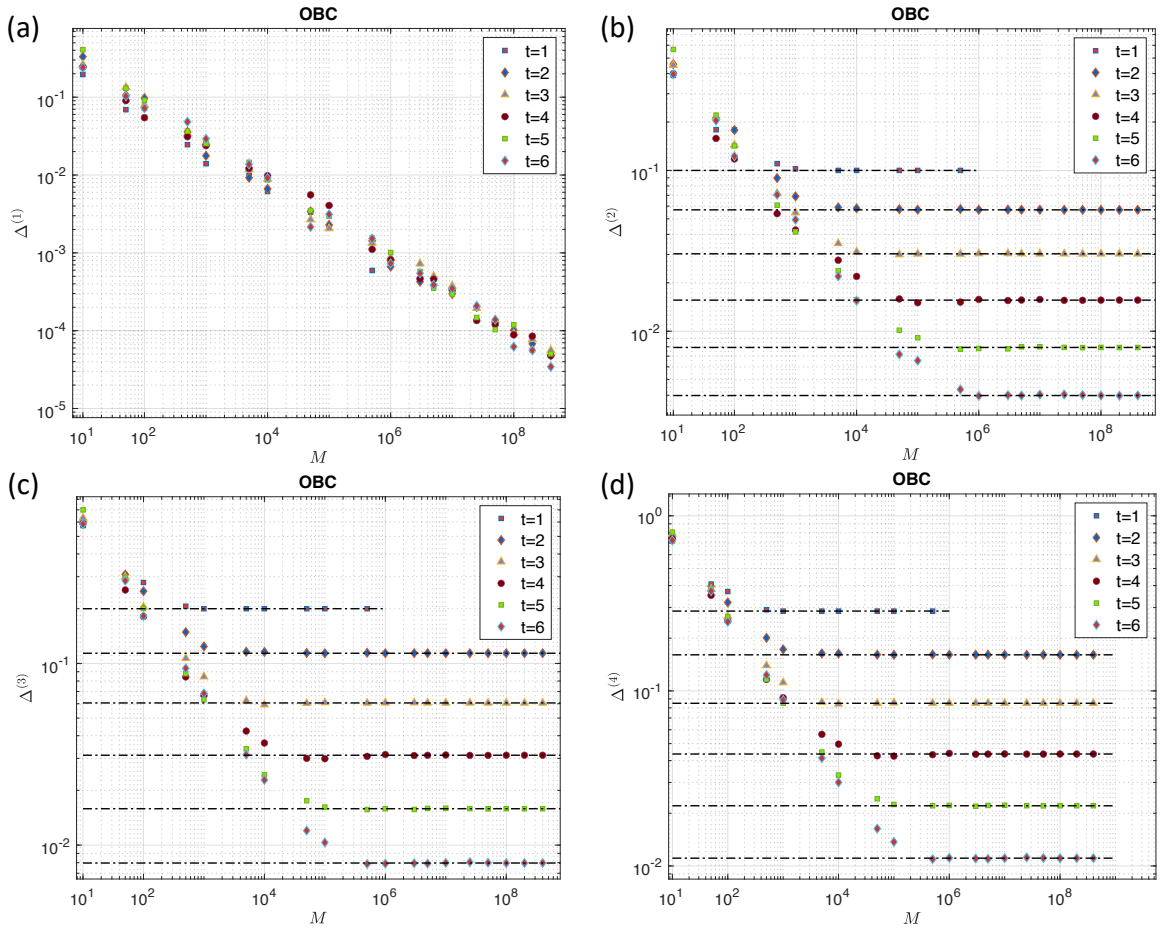 (a)
OBC
Δ^(1)
10^-1
10^-2
10^-3
10^-4
10^-5
10^1 10^2 10^4 10^6 10^8
M
t=1
t=2
t=3
t=4
t=5
t=6
(b)
OBC
Δ^(2)
10^-1
10^-2
10^1 10^2 10^4 10^6 10^8
M
t=1
t=2
t=3
t=4
t=5
t=6
(c)
OBC
Δ^(3)
10^-1
10^-2
10^1 10^2 10^4 10^6 10^8
M
t=1
t=2
t=3
t=4
t=5
t=6
(d)
OBC
Δ^(4)
10^0
10^-1
10^-2
10^1 10^2 10^4 10^6 10^8
M
t=1
t=2
t=3
t=4
t=5
t=6